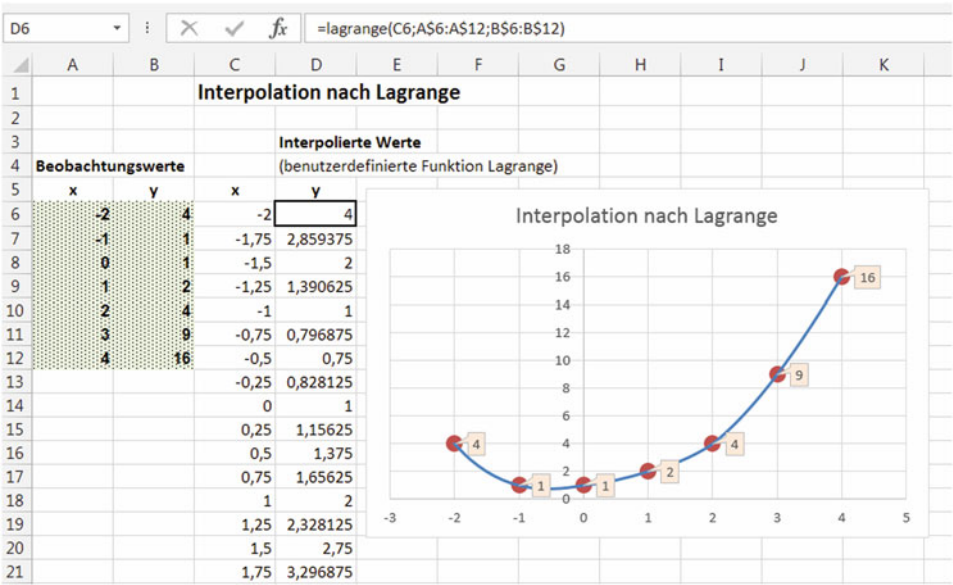 D6 fx =lagrange(C6;A$6:A$12;B$6:B$12)
A B C D E F G H I J K
1 Interpolation nach Lagrange
2
3 Interpolierte Werte
4 Beobachtungswerte (benutzerdefinierte Funktion Lagrange)
5 x y x y
6 -2 4 -2 4
7 -1 1 -1,75 2,859375
8 0 1 -1,5 2
9 1 2 -1,25 1,390625
10 2 4 -1 1
11 3 9 -0,75 0,796875
12 4 16 -0,5 0,75
13 -0,25 0,828125
14 0 1
15 0,25 1,15625
16 0,5 1,375
17 0,75 1,65625
18 1 2
19 1,25 2,328125
20 1,5 2,75
21 1,75 3,296875
Interpolation nach Lagrange
18
16 16
14
12
10
9
8
6
4 4 4
2 2
1 1
0
-3 -2 -1 0 1 2 3 4 5